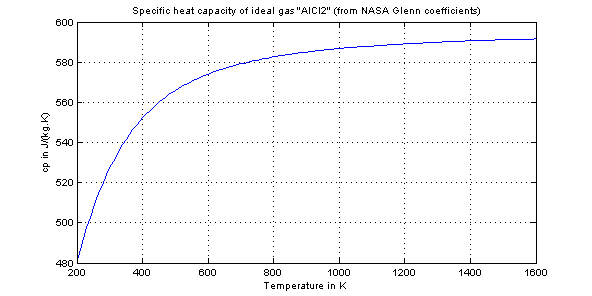 Specific heat capacity of ideal gas "AlCl2" (from NASA Glenn coefficients)
600
580
560
540
520
500
480
cp in J/(kg.K)
200 400 600 800 1000 1200 1400 1600
Temperature in K